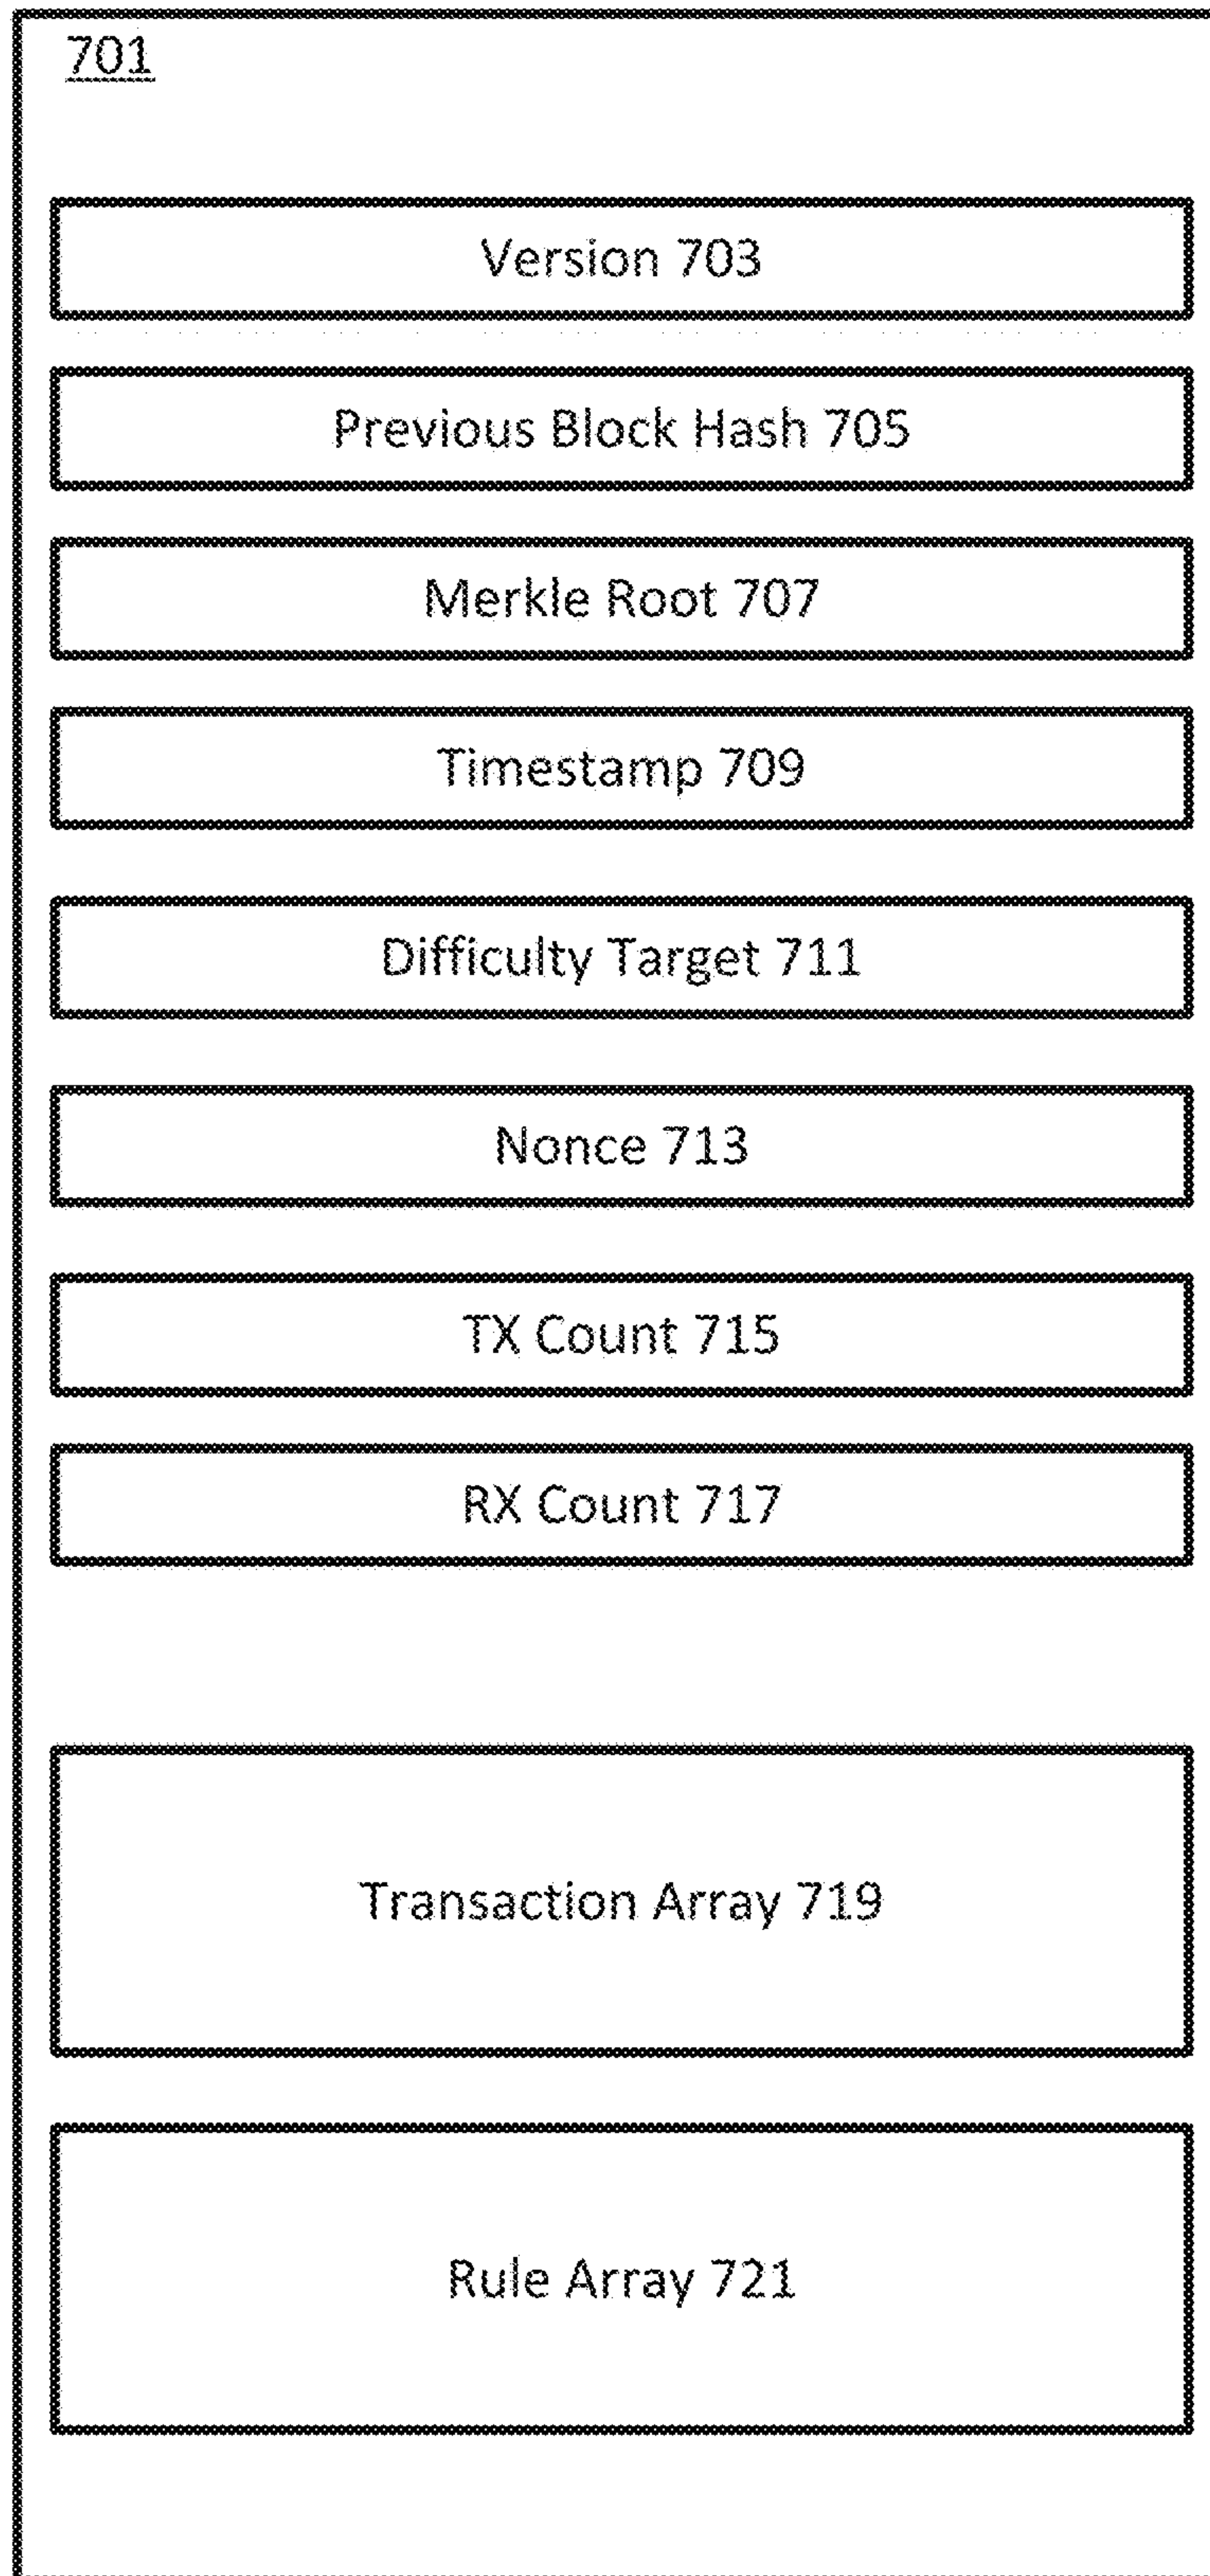 701
Version 703
Previous Block Hash 705
Merkle Root 707
Timestamp 709
Difficulty Target 711
Nonce 713
TX Count 715
RX Count 717
Transaction Array 719
Rule Array 721